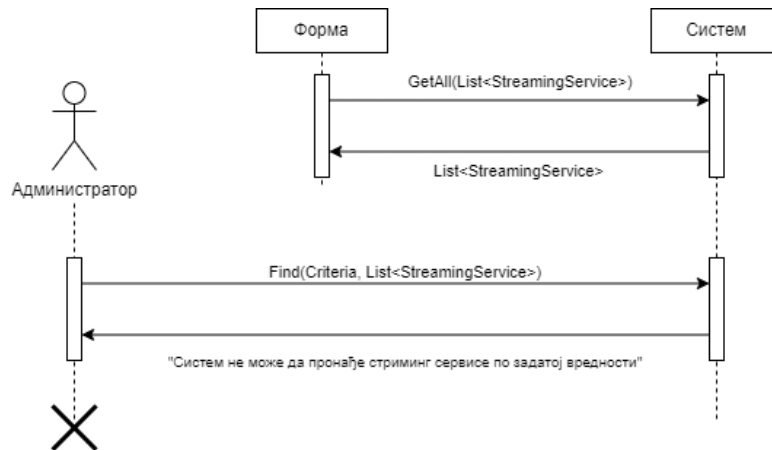 Форма
Систем
GetAll(List<StreamingService>)
List<StreamingService>
Администратор
Find(Criteria, List<StreamingService>)
"Систем не може да пронађе стриминг сервисе по задатој вредности"